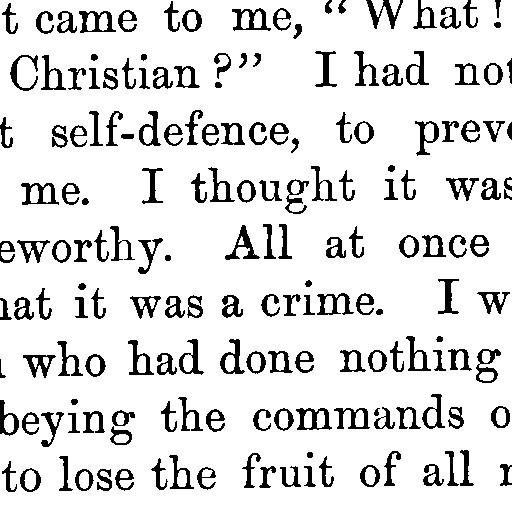 t came to me, “ What !
Christian ?” I had not
t self-defence, to prev
me. I thought it was
eworthy. All at once
hat it was a crime. I w
who had done nothing
beying the commands o
to lose the fruit of all